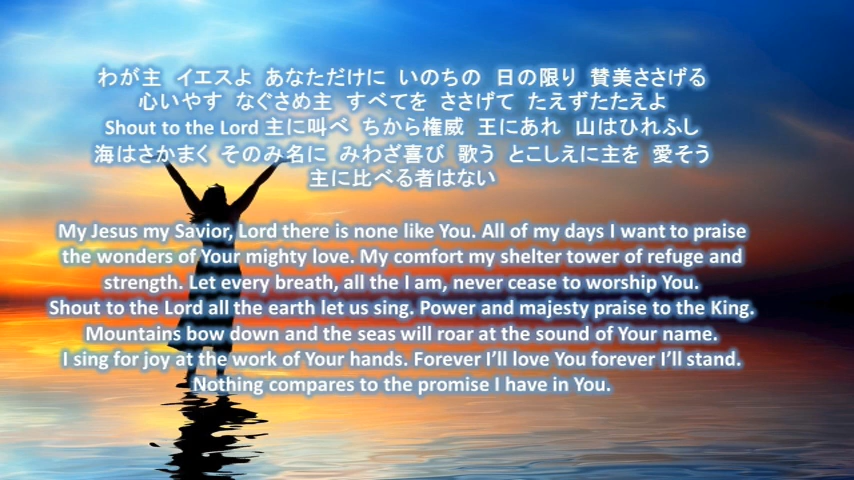 わが主　イエスよ　あなただけに　いのちの　日の限り　賛美ささげる
心いやす　なぐさめ主　すべてを　ささげて　たえずたたえよ
Shout to the Lord 主に叫べ　ちから権威　王にあれ　山はひれふし
海はさかまく　そのみ名に　みわざ喜び　歌う　とこしえに主を　愛そう
主に比べる者はない
My Jesus my Savior, Lord there is none like You. All of my days I want to praise
the wonders of Your mighty love. My comfort my shelter tower of refuge and
strength. Let every breath, all the I am, never cease to worship You.
Shout to the Lord all the earth let us sing. Power and majesty praise to the King.
Mountains bow down and the seas will roar at the sound of Your name.
I sing for joy at the work of Your hands. Forever I’ll love You forever I’ll stand.
Nothing compares to the promise I have in You.